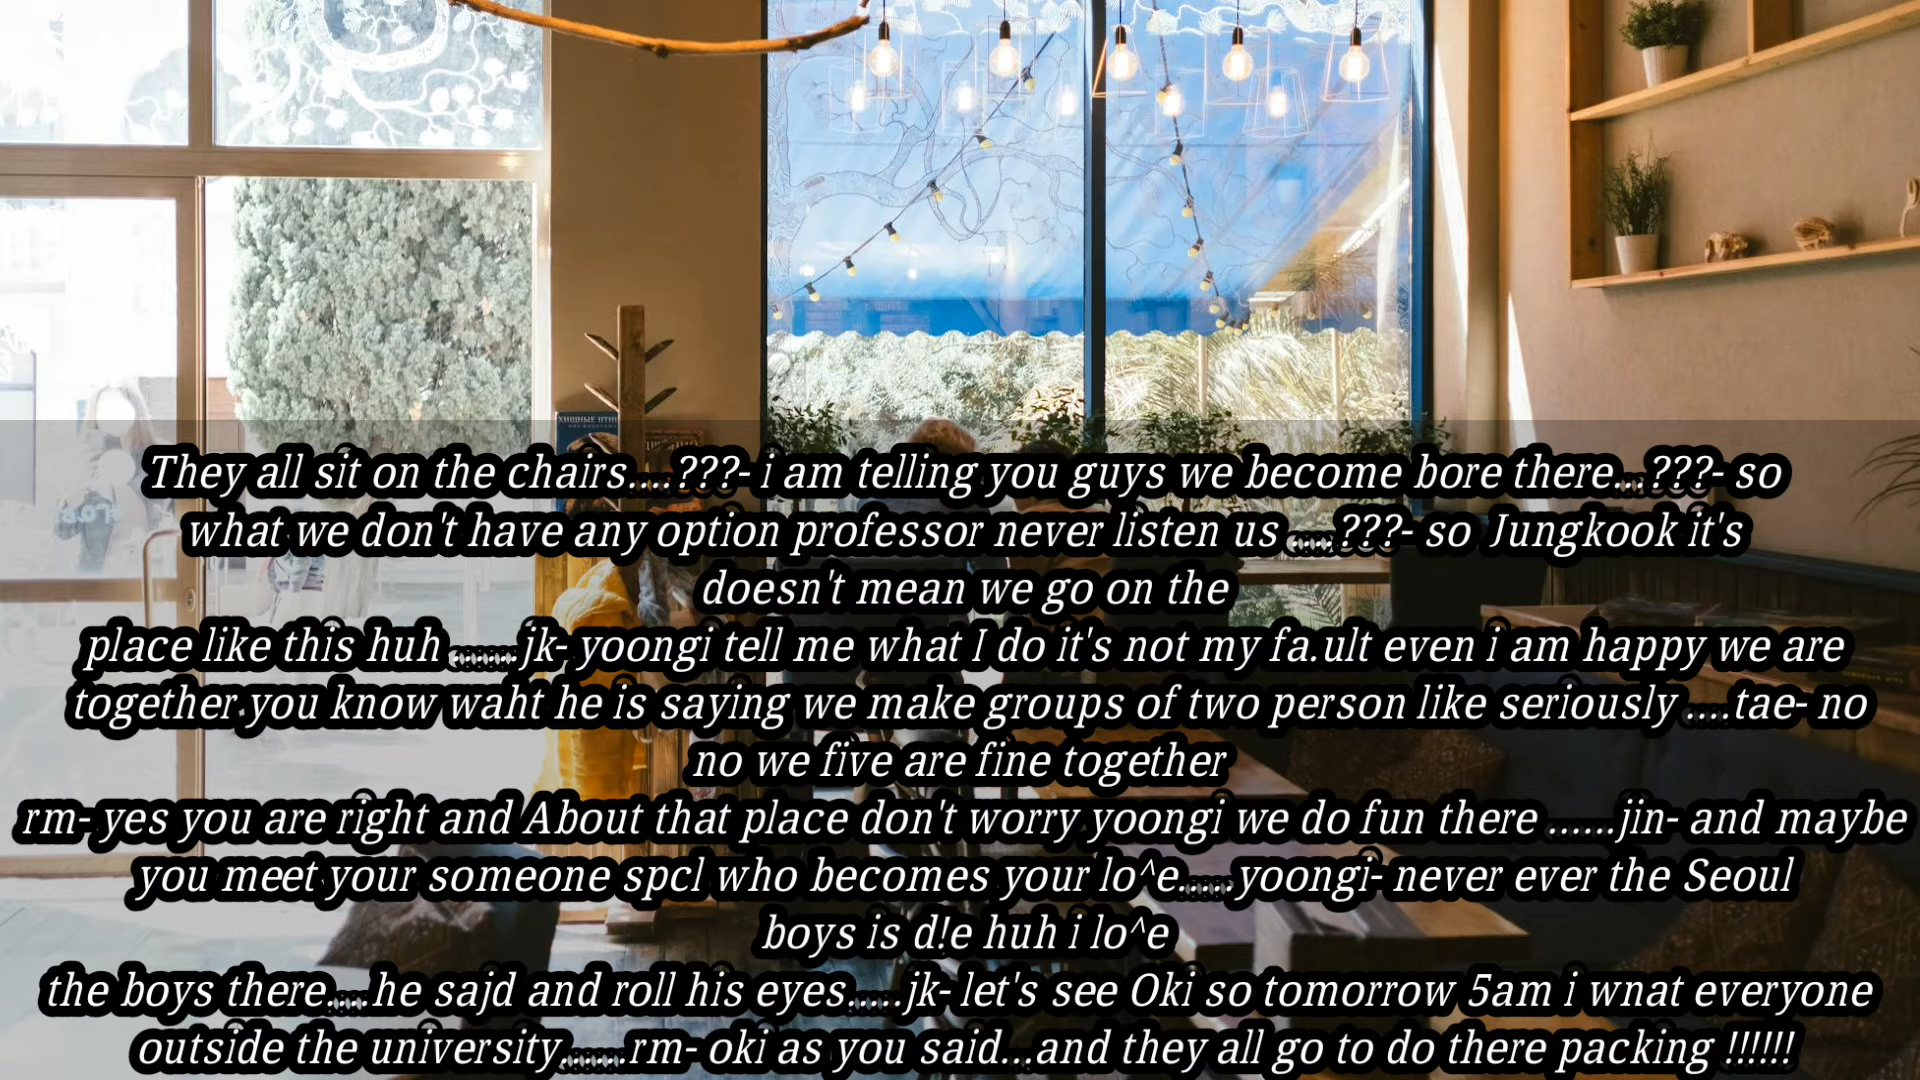 ХИЩНЫЕ ПТИ
They all sit on the chairs....???- i am telling you guys we become bore there...???- so
what we don't have any option professor never listen us .....???- so Jungkook it's
doesn't mean we go on the
place like this huh .......jk- yoongi tell me what I do it's not my fa.ult even i am happy we are
together.you know waht he is saying we make groups of two person like seriously ....tae- no
no we five are fine together
rm- yes you are right and About that place don't worry yoongi we do fun there ......jin- and maybe
you meet your someone spcl who becomes your lo^e.....yoongi- never ever the Seoul
boys is d!e huh i lo^e
the boys there....he sajd and roll his eyes.....jk- let's see Oki so tomorrow 5am i wnat everyone
outside the university......rm- oki as you said...and they all go to do there packing !!!!!!